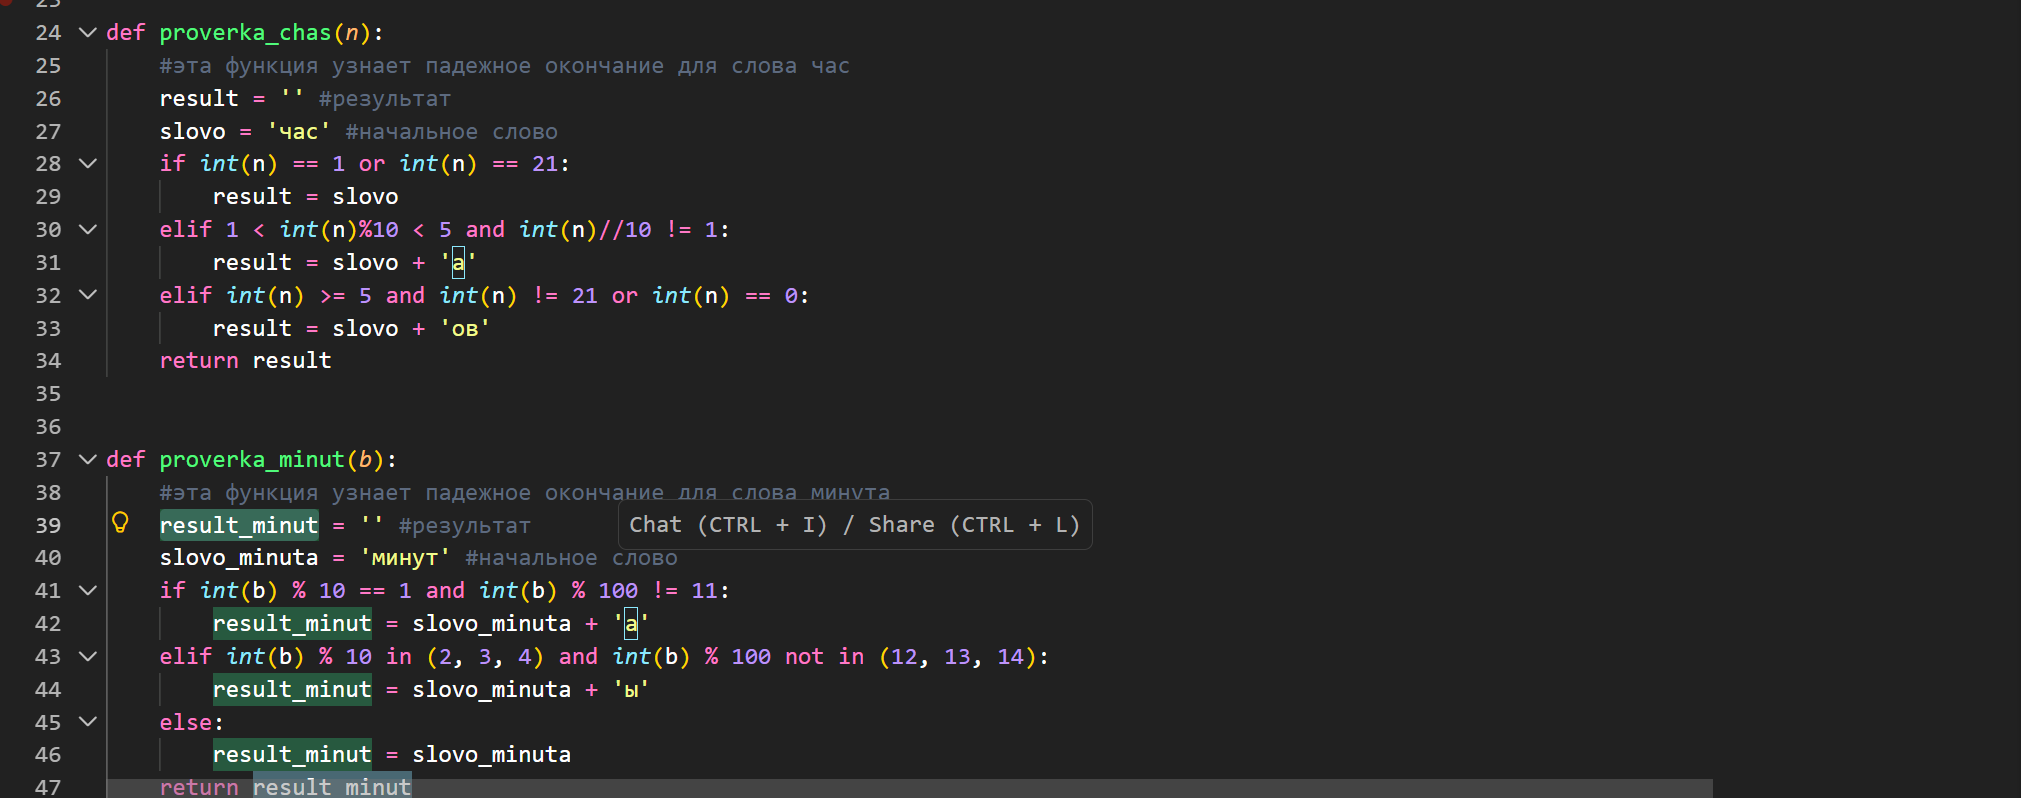 23
24 def proverka_chas(n):
25 #эта функция узнает падежное окончание для слова час
26 result = '' #результат
27 slovo = 'час' #начальное слово
28 if int(n) == 1 or int(n) == 21:
29 result = slovo
30 elif 1 < int(n)%10 < 5 and int(n)//10 != 1:
31 result = slovo + 'а'
32 elif int(n) >= 5 and int(n) != 21 or int(n) == 0:
33 result = slovo + 'ов'
34 return result
35
36
37 def proverka_minut(b):
38 #эта функция узнает падежное окончание для слова минута
39 result_minut = '' #результат Chat (CTRL + I) / Share (CTRL + L)
40 slovo_minuta = 'минут' #начальное слово
41 if int(b) % 10 == 1 and int(b) % 100 != 11:
42 result_minut = slovo_minuta + 'а'
43 elif int(b) % 10 in (2, 3, 4) and int(b) % 100 not in (12, 13, 14):
44 result_minut = slovo_minuta + 'ы'
45 else:
46 result_minut = slovo_minuta
47 return result_minut